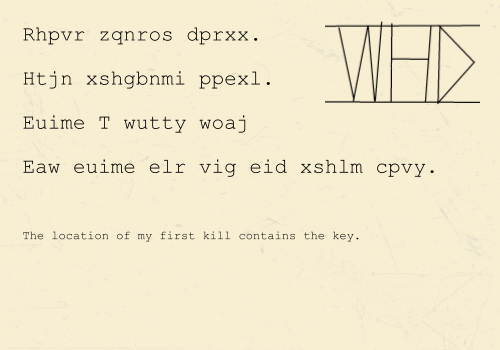 Rhpvr zqnros dprxx.
WHD
Htjn xshgbnmi ppexl.
Euime T wutty woaj
Eaw euime elr vig eid xshlm cpvy.
The location of my first kill contains the key.